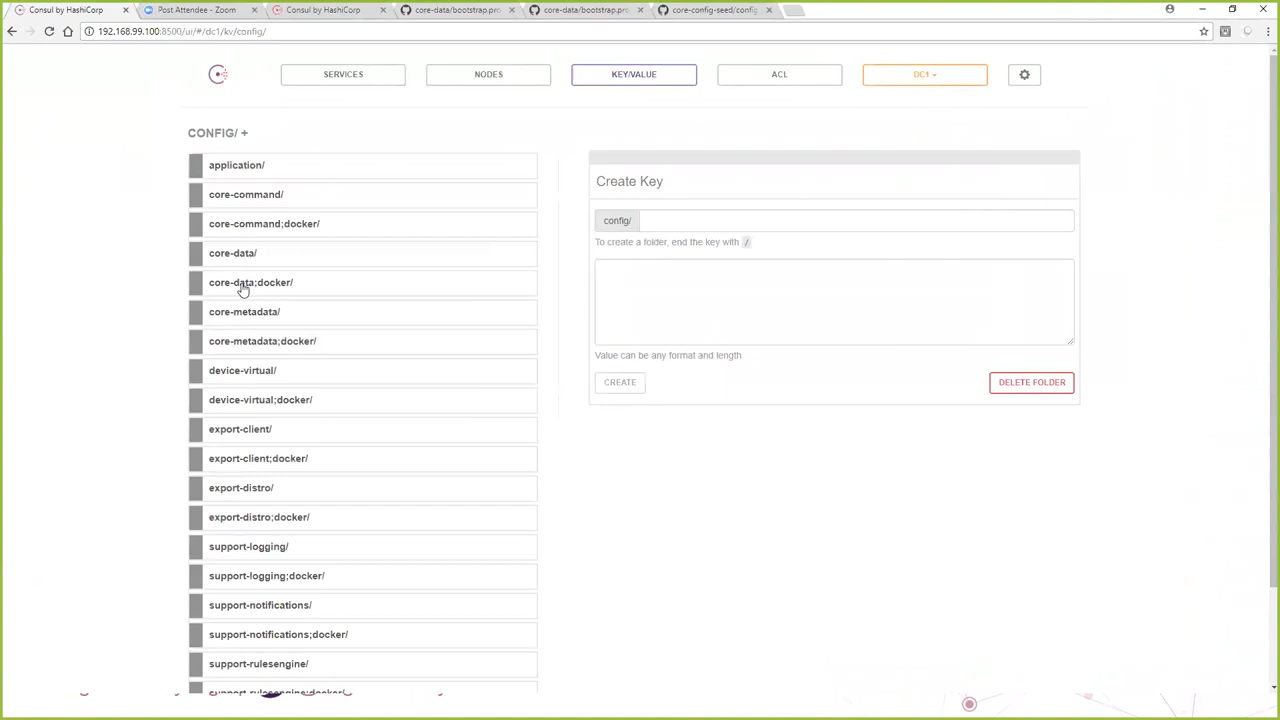 Consul by HashiCorp
Post Attendee - Zoom
Consul by HashiCorp
core-data/bootstrap.pro
core-data/bootstrap.pro
core-config-seed/config
192.168.99.100:8500/ui/#/dc1/kv/config/
SERVICES
NODES
KEY/VALUE
ACL
DC1
CONFIG/ +
application/
core-command/
core-command;docker/
core-data/
core-data;docker/
core-metadata/
core-metadata;docker/
device-virtual/
device-virtual;docker/
export-client/
export-client;docker/
export-distro/
export-distro;docker/
support-logging/
support-logging;docker/
support-notifications/
support-notifications;docker/
support-rulesengine/
support-rulesengine;docker/
Create Key
config/
To create a folder, end the key with /
Value can be any format and length
CREATE
DELETE FOLDER